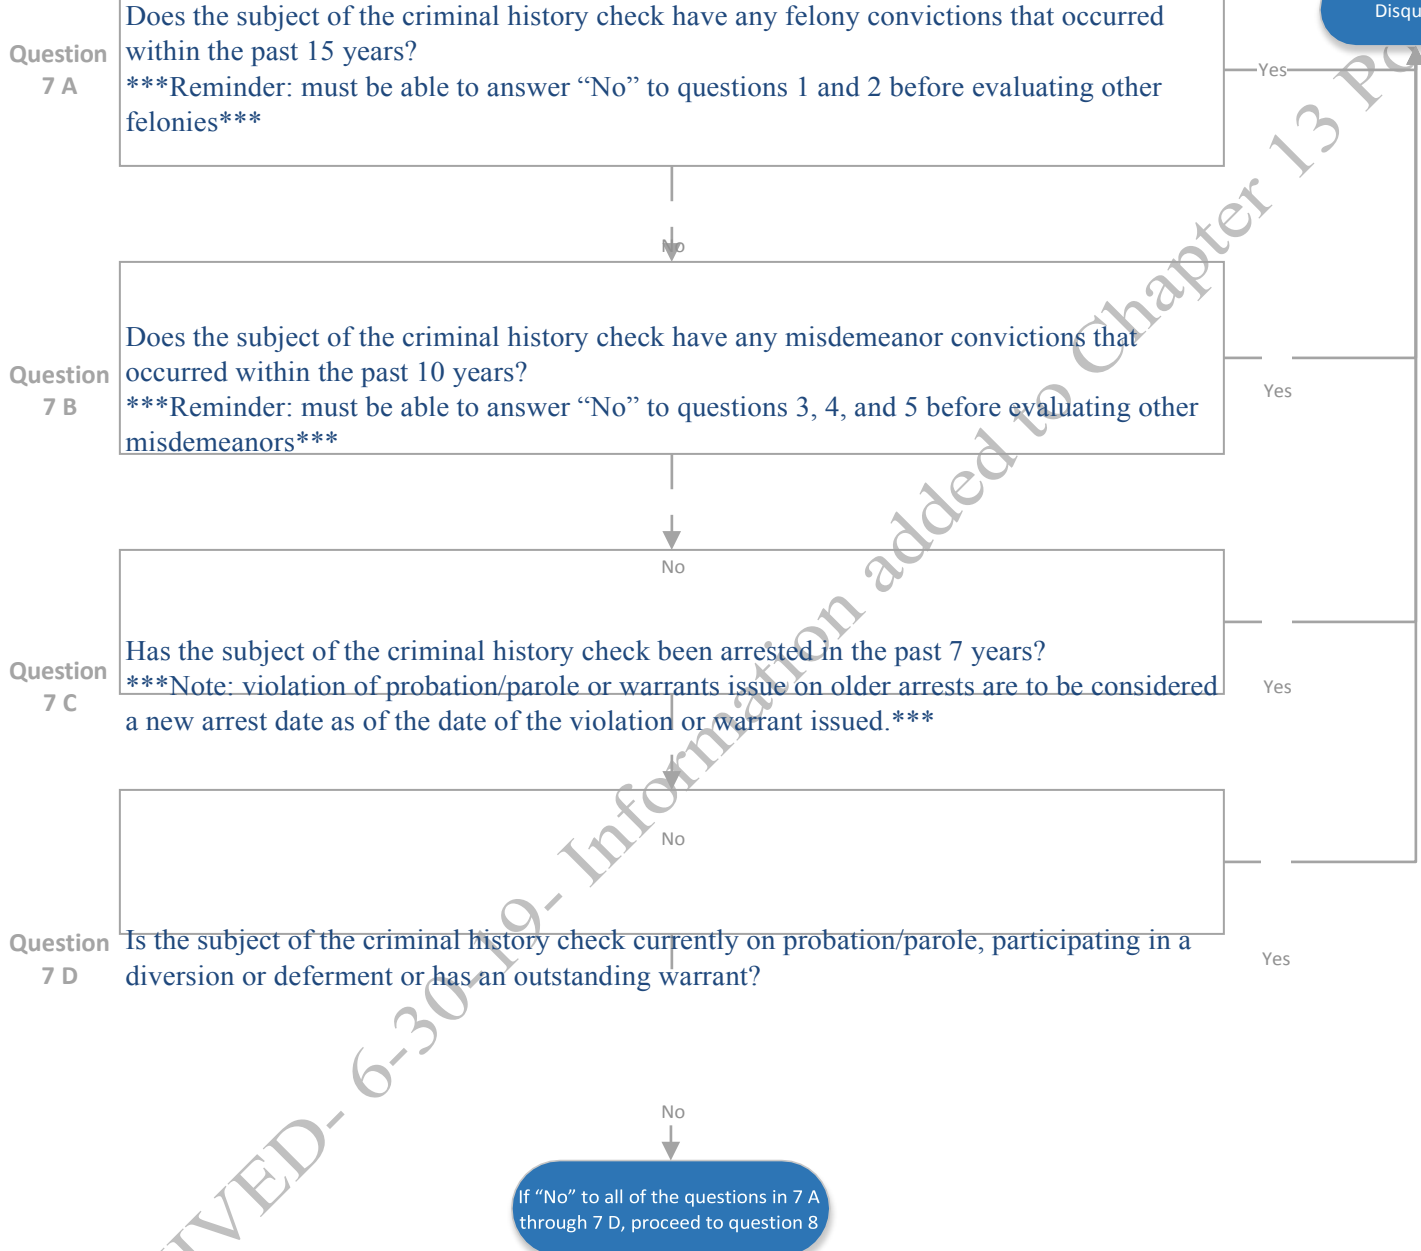 Disqu
Does the subject of the criminal history check have any felony convictions that occurred
within the past 15 years?
***Reminder: must be able to answer “No” to questions 1 and 2 before evaluating other
felonies***
Question
7 A
Yes
No
Does the subject of the criminal history check have any misdemeanor convictions that
occurred within the past 10 years?
***Reminder: must be able to answer “No” to questions 3, 4, and 5 before evaluating other
misdemeanors***
Question
7 B
Yes
No
Has the subject of the criminal history check been arrested in the past 7 years?
***Note: violation of probation/parole or warrants issue on older arrests are to be considered
a new arrest date as of the date of the violation or warrant issued.***
Question
7 C
Yes
No
Is the subject of the criminal history check currently on probation/parole, participating in a
diversion or deferment or has an outstanding warrant?
Question
7 D
Yes
No
If “No” to all of the questions in 7 A
through 7 D, proceed to question 8
IVED- 6-30-19- Information added to Chapter 13 Po